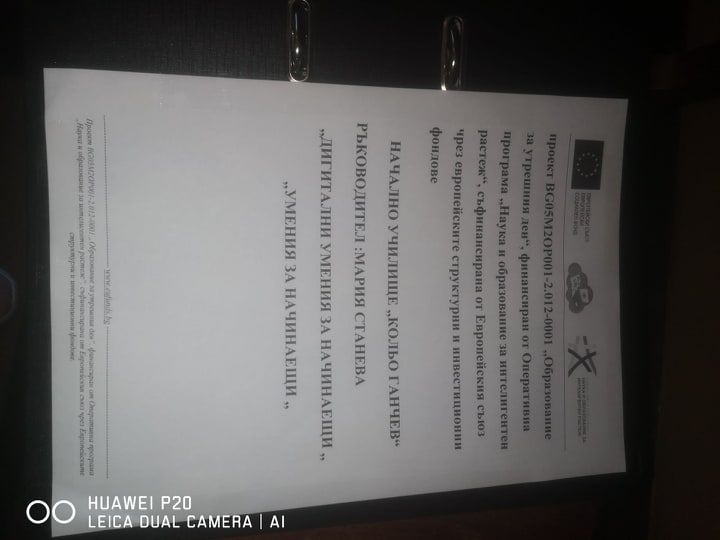 ЕВРОПЕЙСКИ СЪЮЗ
ЕВРОПЕЙСКИ
СОЦИАЛЕН ФОНД
НАУКА И ОБРАЗОВАНИЕ ЗА
ИНТЕЛИГЕНТЕН РАСТЕЖ
проект BG05M2OP001-2.012-0001 „Образование
за утрешния ден“, финансиран от Оперативна
програма „Наука и образование за интелигентен
растеж“, съфинансирана от Европейския съюз
чрез европейските структурни и инвестиционни
фондове
НАЧАЛНО УЧИЛИЩЕ „КОЛЬО ГАНЧЕВ“
РЪКОВОДИТЕЛ :МАРИЯ СТАНЕВА
„ДИГИТАЛНИ УМЕНИЯ ЗА НАЧИНАЕЩИ „
„УМЕНИЯ ЗА НАЧИНАЕЩИ „
www.eufunds.bg
Проект BG05M2OP001-2.012-0001 „Образование за утрешния ден“, финансиран от Оперативна програма
„Наука и образование за интелигентен растеж“, съфинансирана от Европейския съюз чрез Европейските
структурни и инвестиционни фондове.
HUAWEI P20
LEICA DUAL CAMERA | AI